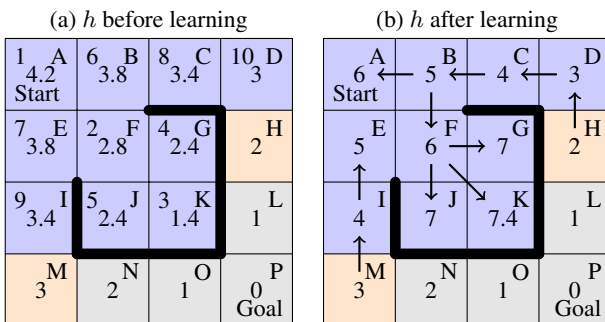 (a) h before learning
1 A 6 B 8 C 10 D
4.2 3.8 3.4 3
Start
7 E 2 F 4 G H
3.8 2.8 2.4 2
9 I 5 J 3 K L
3.4 2.4 1.4 1
M N O P
3 2 1 0
Goal
(b) h after learning
A B C D
6 5 4 3
Start
E F G H
5 6 7 2
I J K L
4 7 7.4 1
M N O P
3 2 1 0
Goal